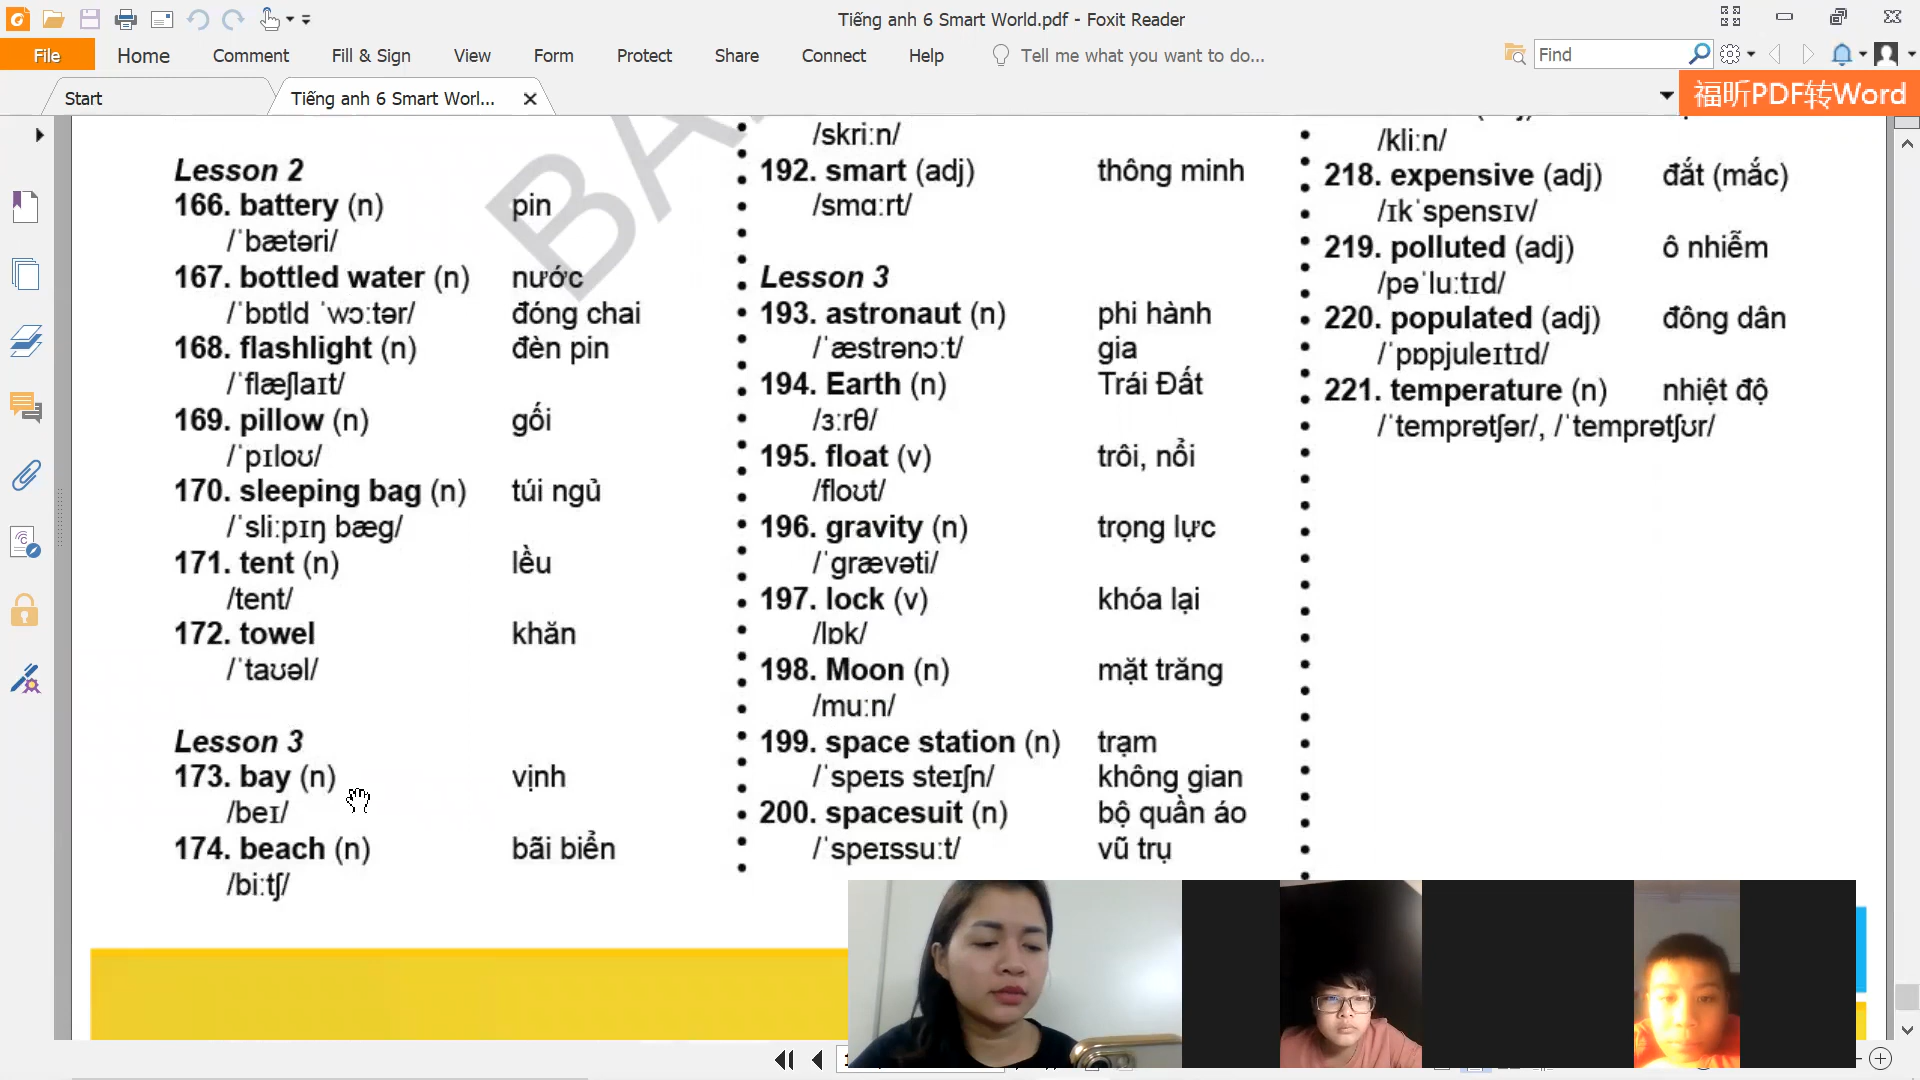 Tiếng anh 6 Smart World.pdf - Foxit Reader
File Home Comment Fill & Sign View Form Protect Share Connect Help Tell me what you want to do... Find
Start Tiếng anh 6 Smart Worl... 福昕PDF转Word
Lesson 2
166. battery (n) pin
/ˈbætəri/
167. bottled water (n) nước
/ˈbɒtld ˈwɔːtər/ đóng chai
168. flashlight (n) đèn pin
/ˈflæʃlaɪt/
169. pillow (n) gối
/ˈpɪloʊ/
170. sleeping bag (n) túi ngủ
/ˈsliːpɪŋ bæg/
171. tent (n) lều
/tent/
172. towel khăn
/ˈtaʊəl/
Lesson 3
173. bay (n) vịnh
/beɪ/
174. beach (n) bãi biển
/biːtʃ/
/skriːn/
192. smart (adj) thông minh
/smɑːrt/
Lesson 3
193. astronaut (n) phi hành
/ˈæstrənɔːt/ gia
194. Earth (n) Trái Đất
/ɜːrθ/
195. float (v) trôi, nổi
/floʊt/
196. gravity (n) trọng lực
/ˈgrævəti/
197. lock (v) khóa lại
/lɒk/
198. Moon (n) mặt trăng
/muːn/
199. space station (n) trạm
/ˈspeɪs steɪʃn/ không gian
200. spacesuit (n) bộ quần áo
/ˈspeɪssuːt/ vũ trụ
/kliːn/
218. expensive (adj) đắt (mắc)
/ɪkˈspensɪv/
219. polluted (adj) ô nhiễm
/pəˈluːtɪd/
220. populated (adj) đông dân
/ˈpɒpjuleɪtɪd/
221. temperature (n) nhiệt độ
/ˈtemprətʃər/, /ˈtemprətʃʊr/